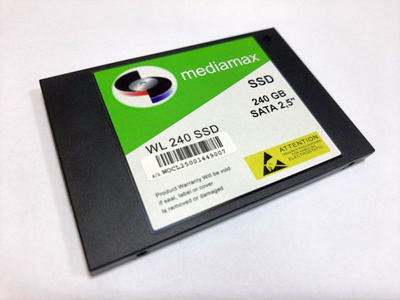 mediamax
SSD
240 GB
SATA 2,5"
WL 240 SSD
s/n MOCL25001449007
Product Warranty will be void
if seal, label or cover
is removed or damaged